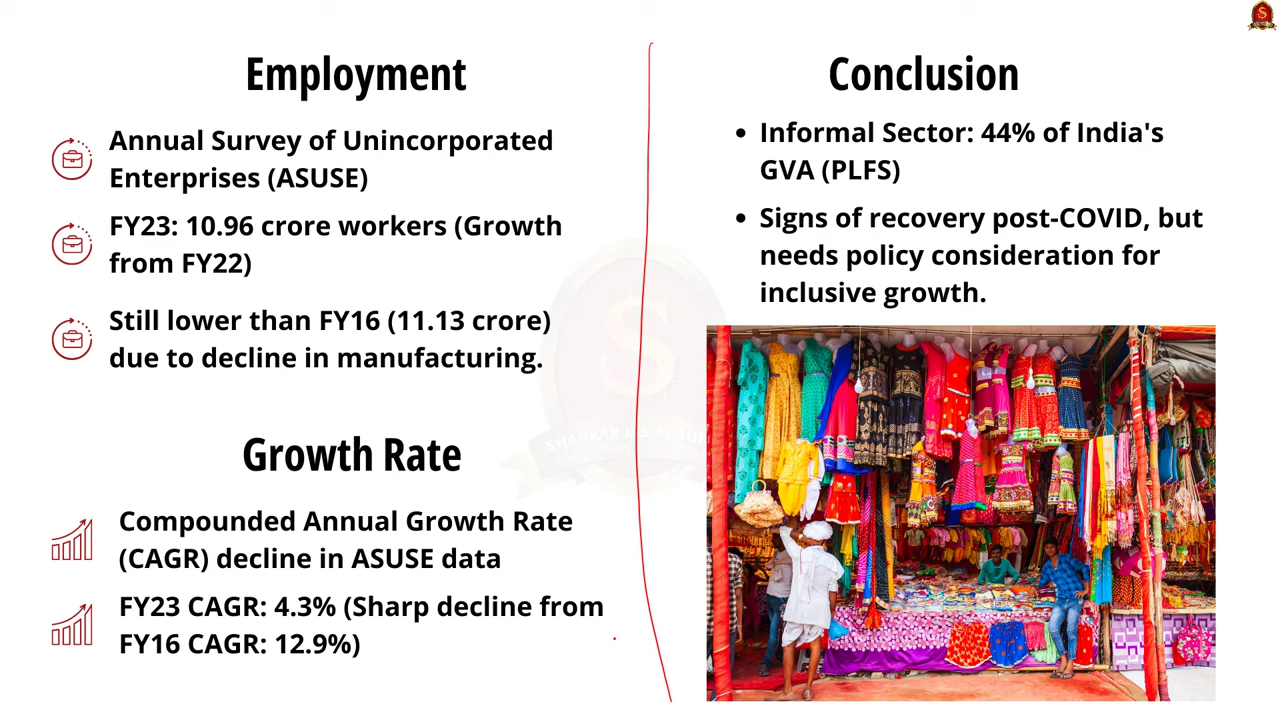 Employment
Annual Survey of Unincorporated
Enterprises (ASUSE)
FY23: 10.96 crore workers (Growth
from FY22)
Still lower than FY16 (11.13 crore)
due to decline in manufacturing.
Growth Rate
Compounded Annual Growth Rate
(CAGR) decline in ASUSE data
FY23 CAGR: 4.3% (Sharp decline from
FY16 CAGR: 12.9%)
Conclusion
Informal Sector: 44% of India's
GVA (PLFS)
Signs of recovery post-COVID, but
needs policy consideration for
inclusive growth.
S
SHANKAR IAS ACADEM
S